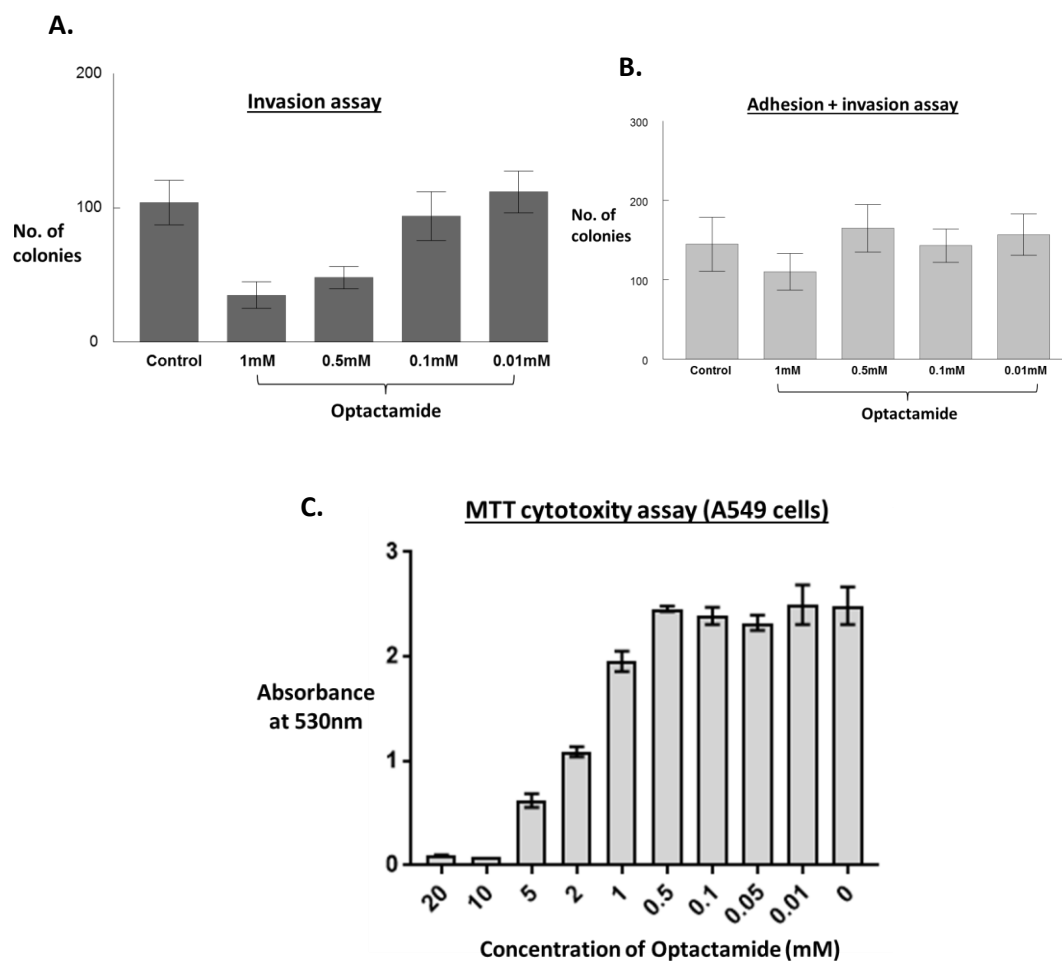 A.
Invasion assay
200
100
0
No. of
colonies
Control 1mM 0.5mM 0.1mM 0.01mM
Optactamide
B.
Adhesion + invasion assay
300
200
100
0
No. of
colonies
Control 1mM 0.5mM 0.1mM 0.01mM
Optactamide
C.
MTT cytotoxity assay (A549 cells)
3
2
1
0
Absorbance
at 530nm
20 10 5 2 1 0.5 0.1 0.05 0.01 0
Concentration of Optactamide (mM)